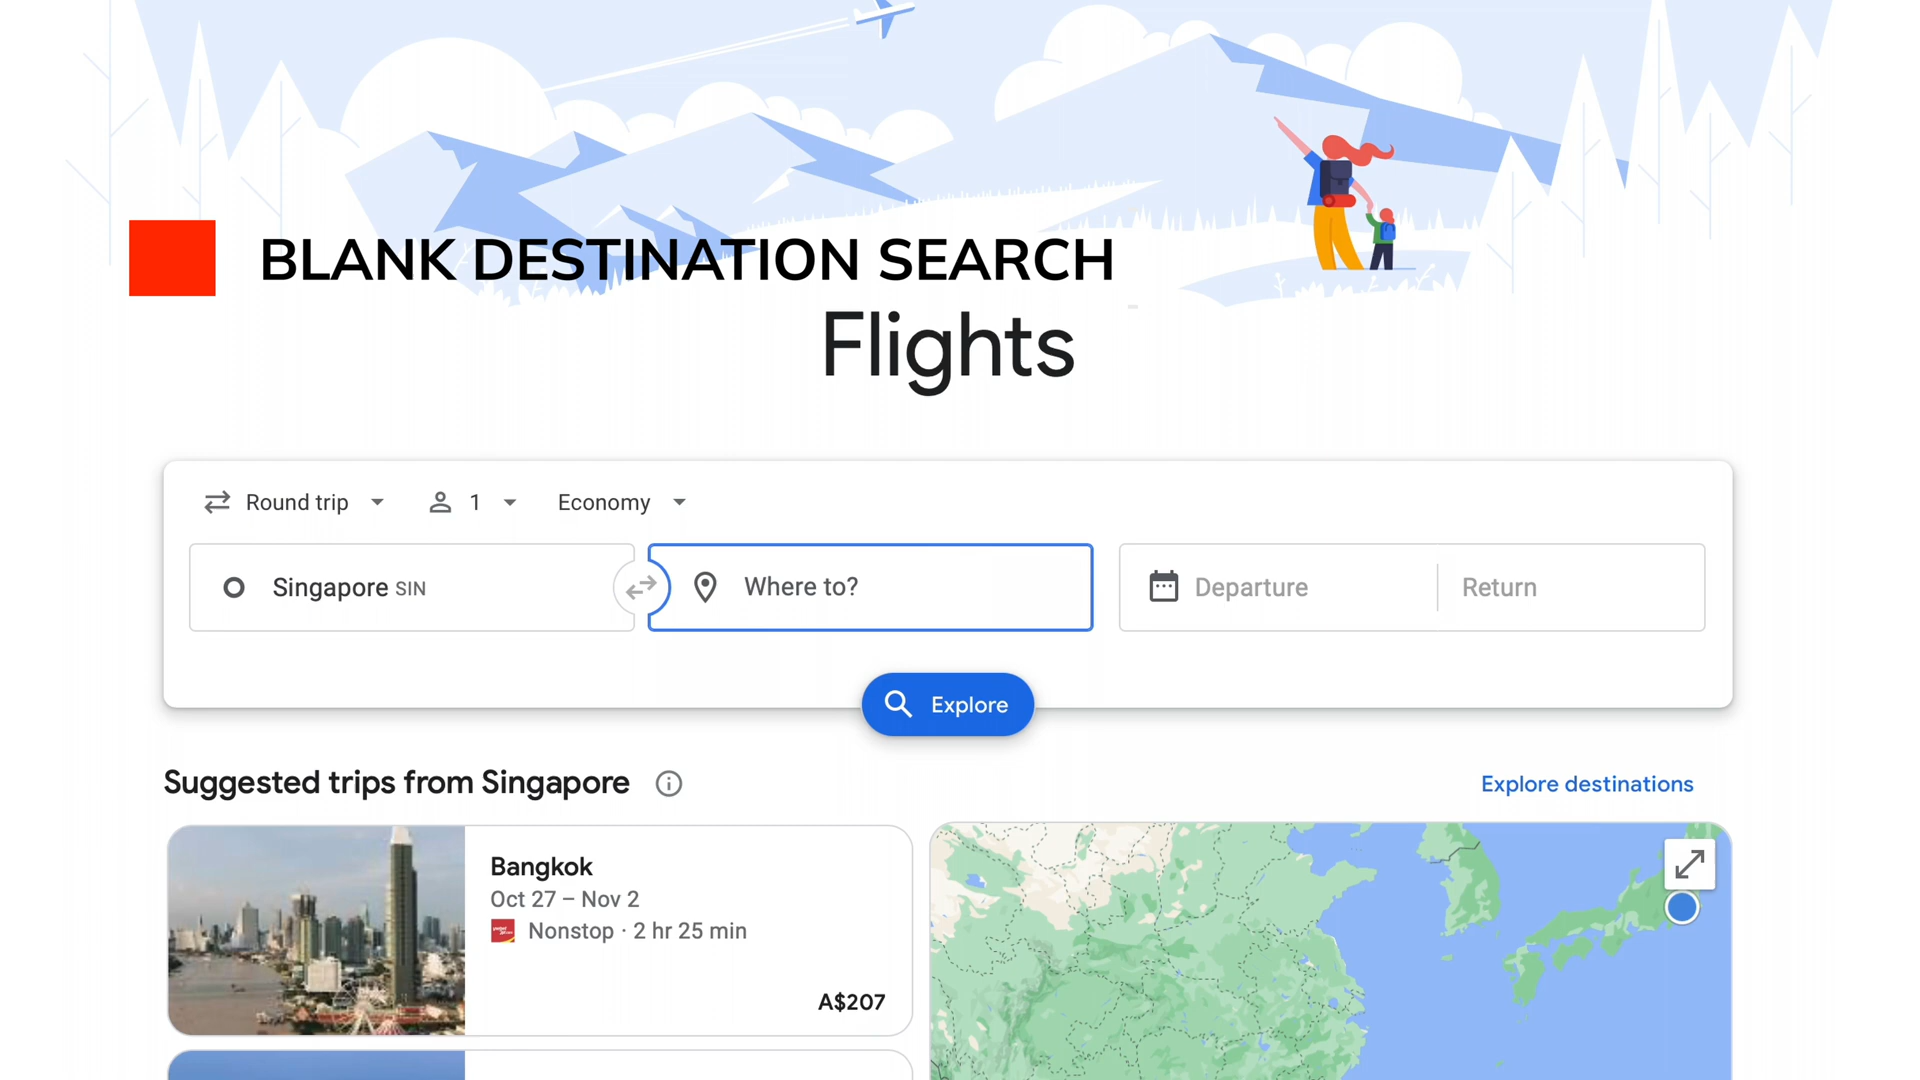 BLANK DESTINATION SEARCH
Flights
Round trip 1 Economy
Singapore SIN Where to? Departure Return
Explore
Suggested trips from Singapore Explore destinations
Bangkok
Oct 27 – Nov 2
Nonstop · 2 hr 25 min
A$207